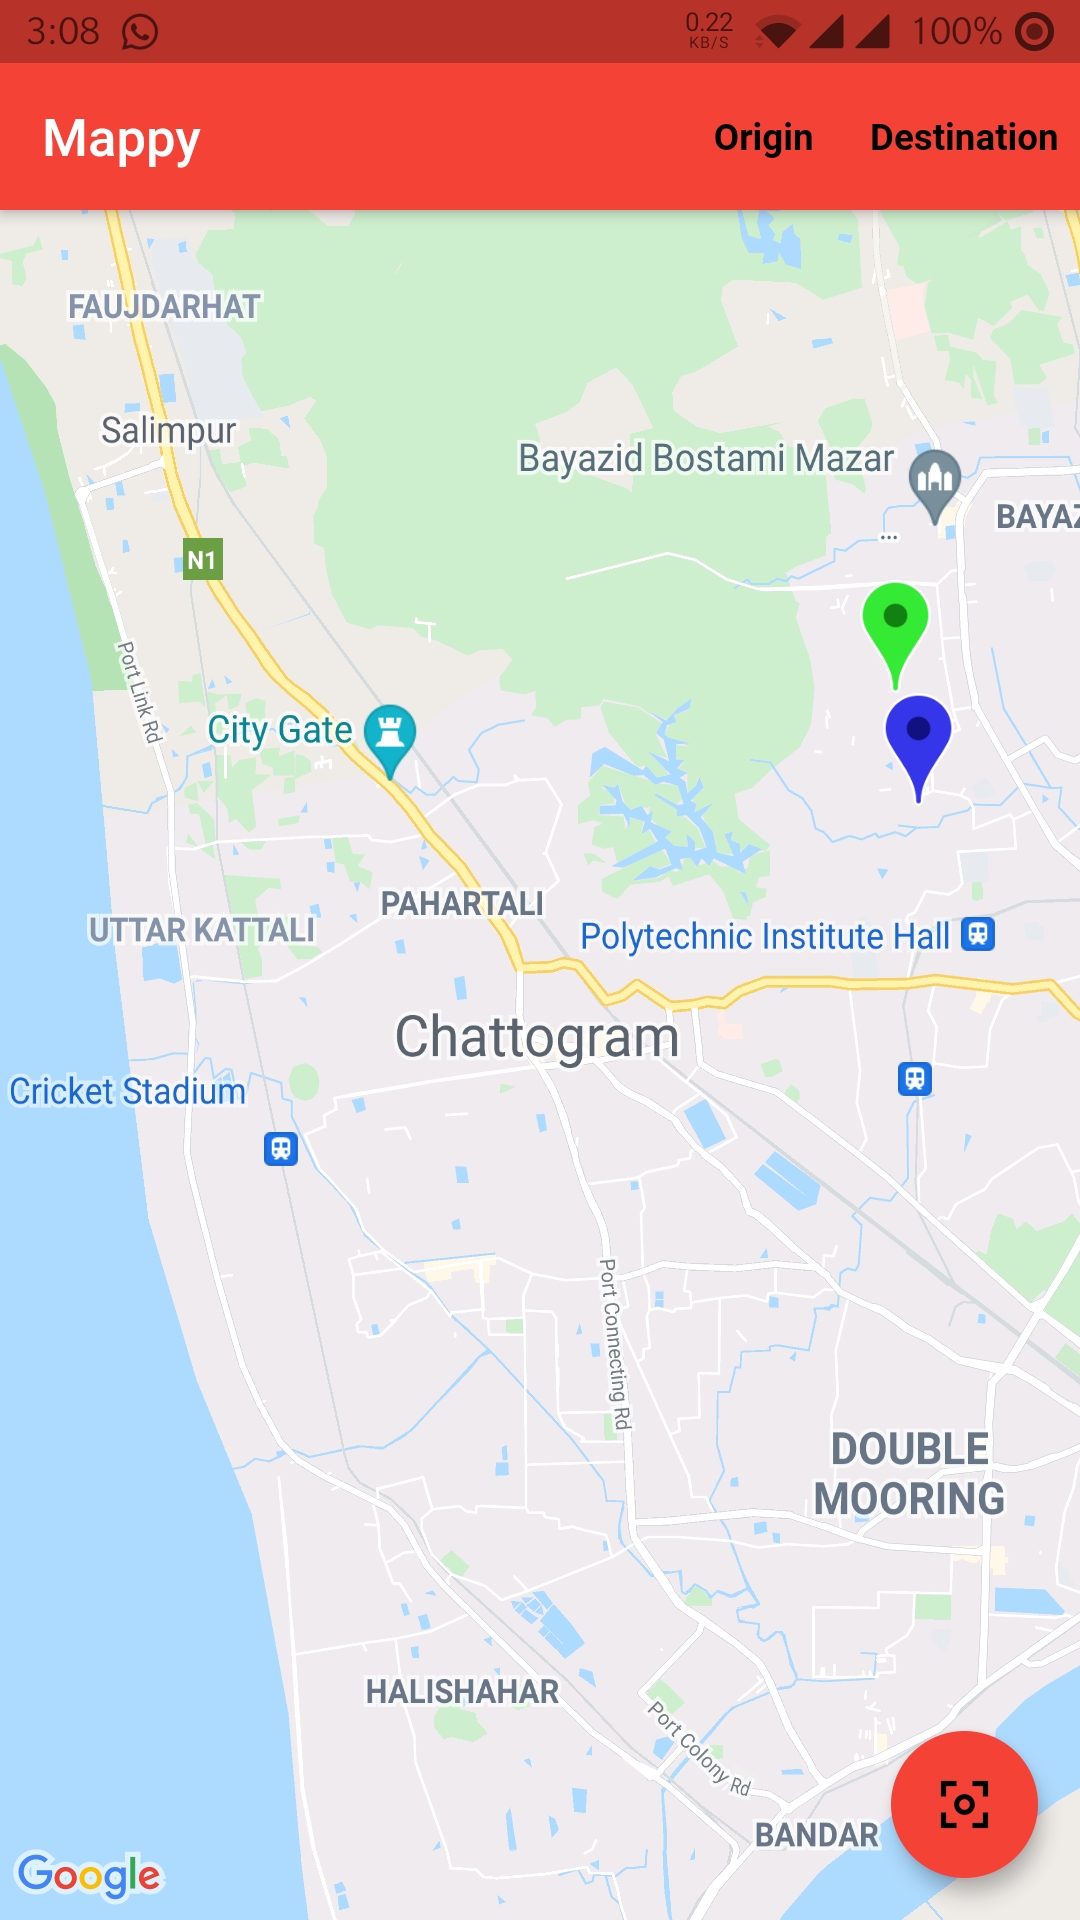 3:08
0.22
KB/S
100%
Mappy
Origin
Destination
FAUJDARHAT
Salimpur
Bayazid Bostami Mazar
BAYAZ
...
N1
Port Link Rd
City Gate
PAHARTALI
UTTAR KATTALI
Polytechnic Institute Hall
Chattogram
Cricket Stadium
Port Connecting Rd
DOUBLE
MOORING
HALISHAHAR
Port Colony Rd
BANDAR
Google